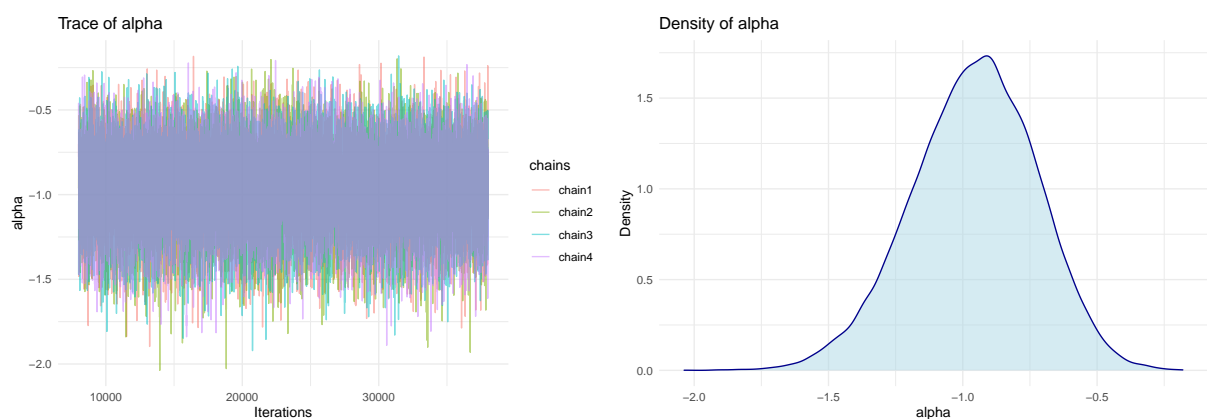 Trace of alpha
−0.5
−1.0
−1.5
−2.0
alpha
10000
20000
30000
Iterations
chains
chain1
chain2
chain3
chain4
Density of alpha
1.5
1.0
0.5
0.0
Density
−2.0
−1.5
−1.0
−0.5
alpha